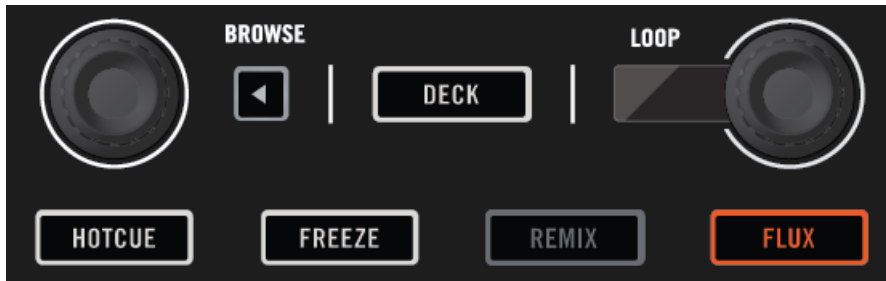 BROWSE
LOOP
DECK
HOTCUE
FREEZE
REMIX
FLUX